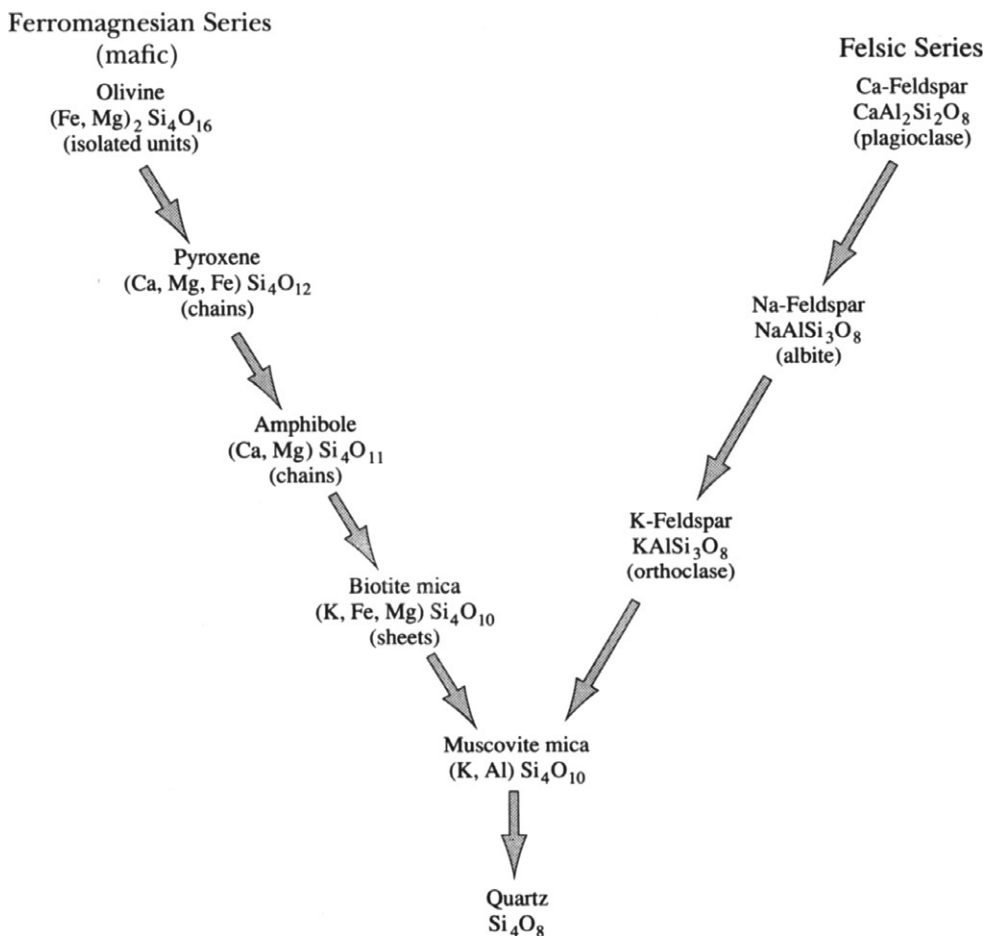 Ferromagnesian Series
(mafic)
Olivine
(Fe, Mg)₂ Si₄O₁₆
(isolated units)
Pyroxene
(Ca, Mg, Fe) Si₄O₁₂
(chains)
Amphibole
(Ca, Mg) Si₄O₁₁
(chains)
Biotite mica
(K, Fe, Mg) Si₄O₁₀
(sheets)
Felsic Series
Ca-Feldspar
CaAl₂Si₂O₈
(plagioclase)
Na-Feldspar
NaAlSi₃O₈
(albite)
K-Feldspar
KAlSi₃O₈
(orthoclase)
Muscovite mica
(K, Al) Si₄O₁₀
Quartz
Si₄O₈